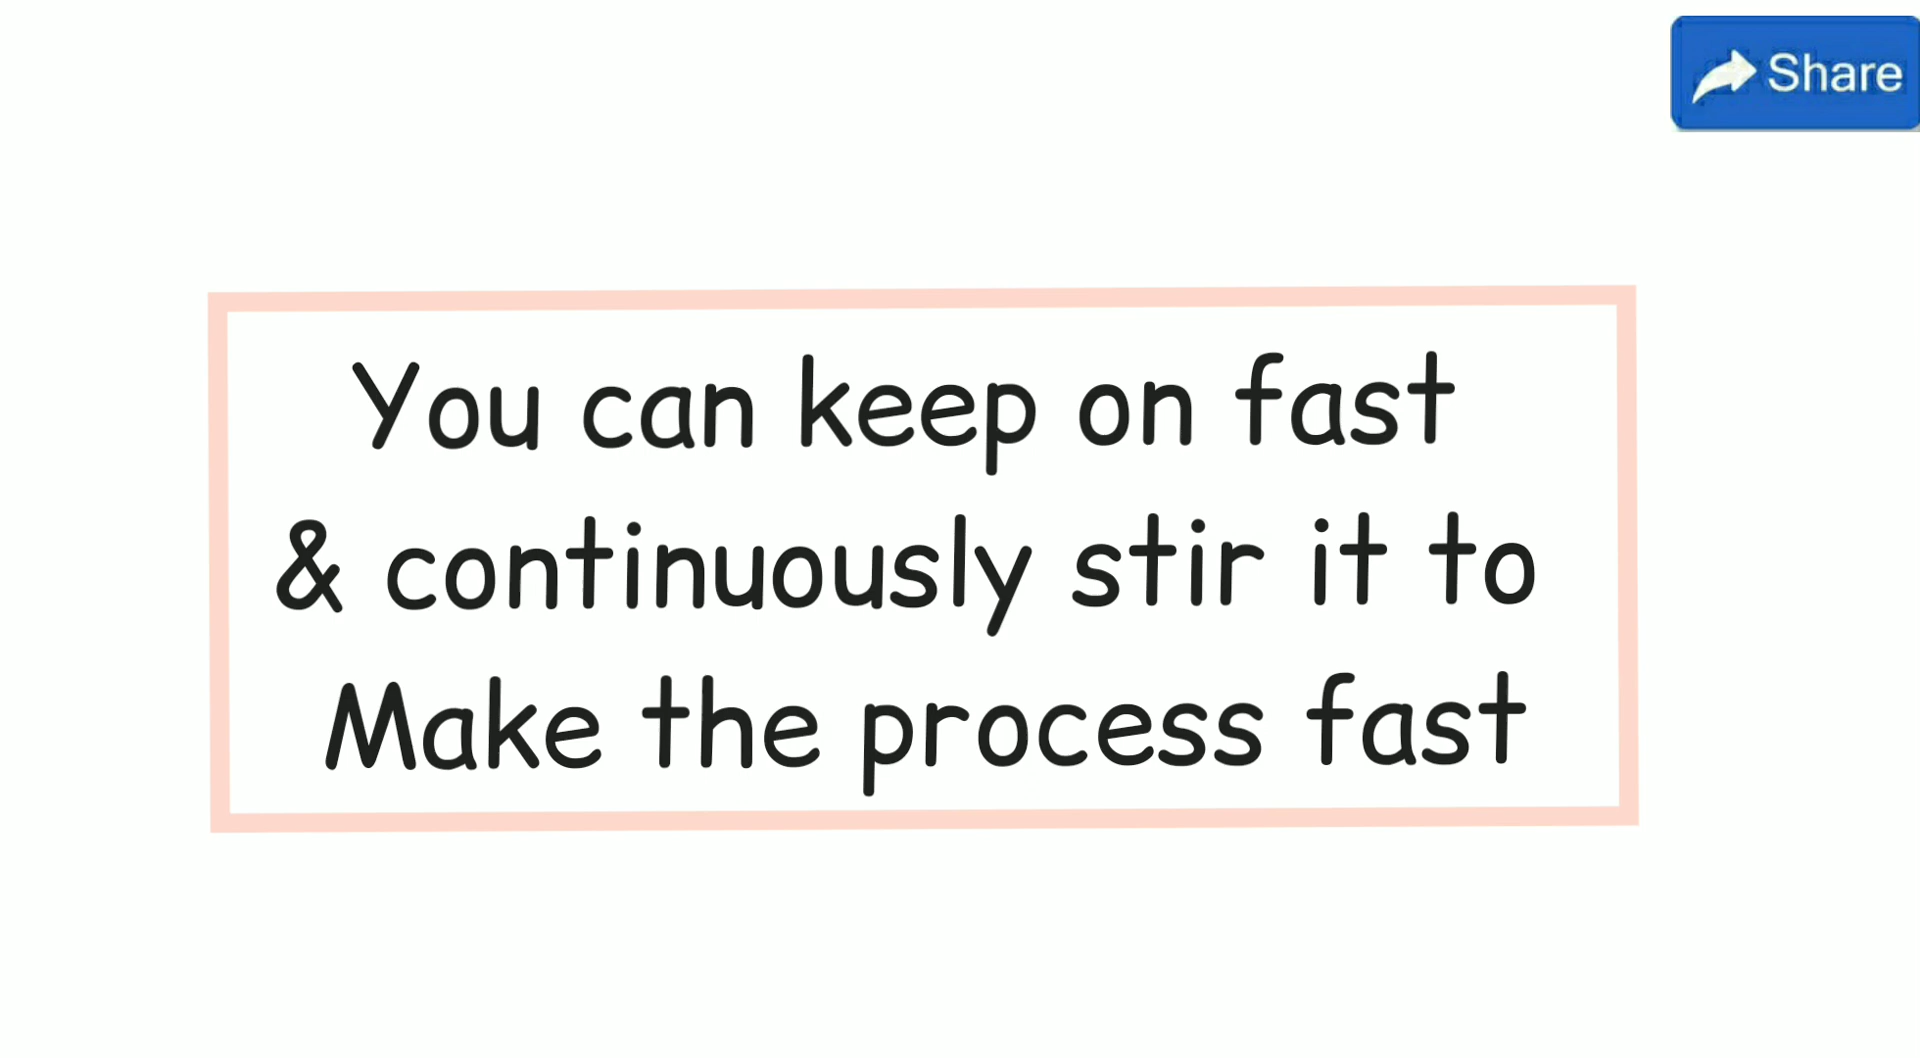 Share
You can keep on fast
& continuously stir it to
Make the process fast